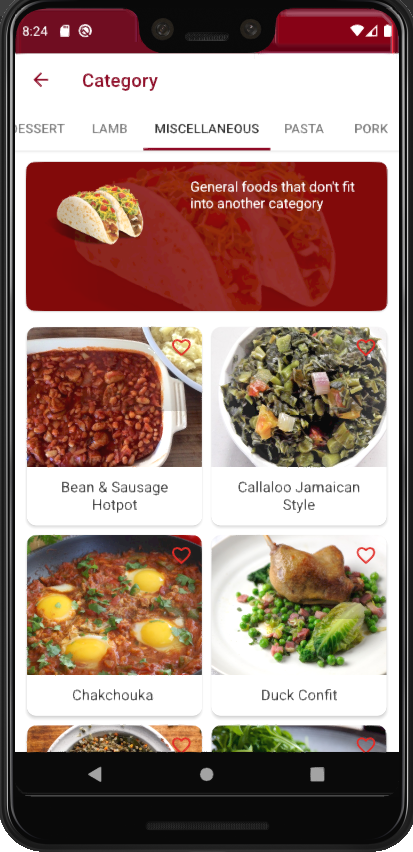 8:24
Category
DESSERT LAMB MISCELLANEOUS PASTA PORK
General foods that don't fit
into another category
Bean & Sausage
Hotpot
Callaloo Jamaican
Style
Chakchouka
Duck Confit